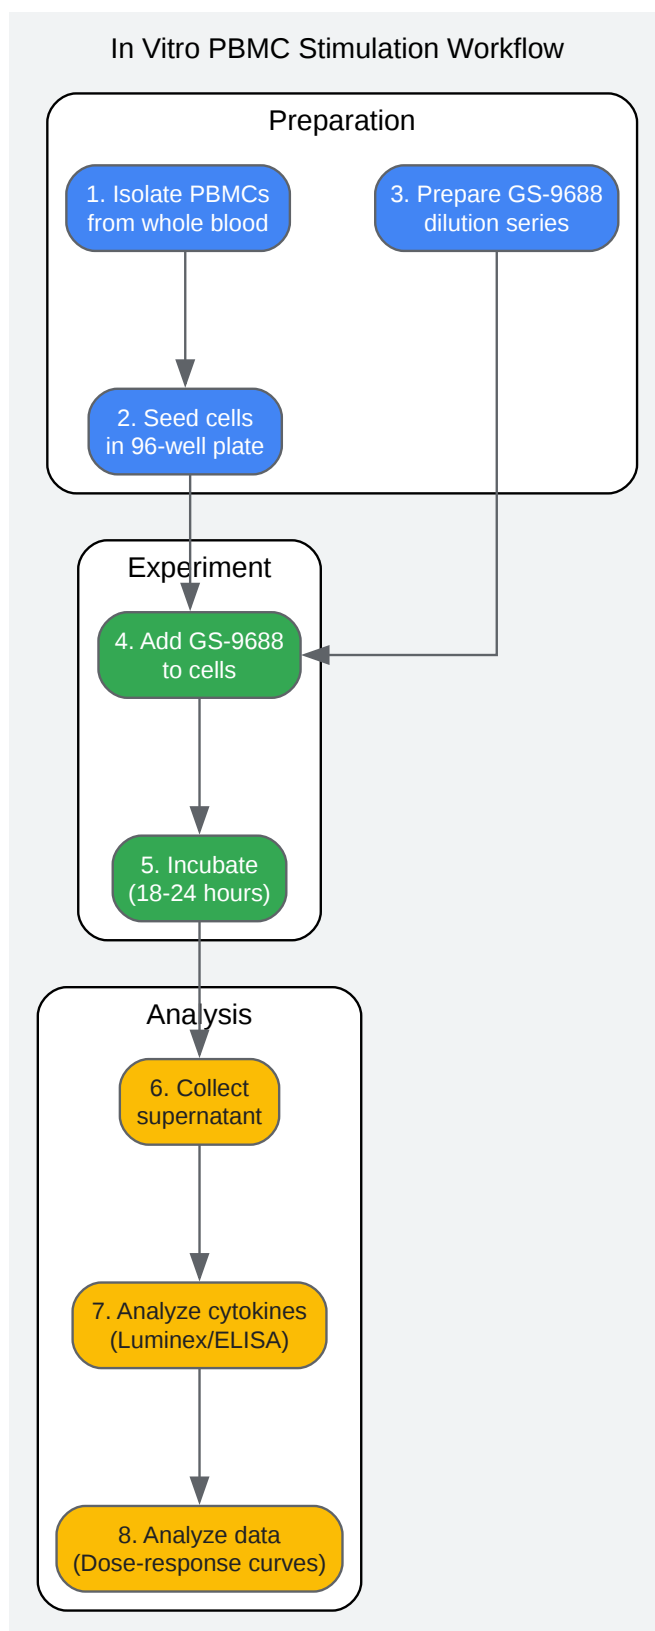 In Vitro PBMC Stimulation Workflow
Preparation
1. Isolate PBMCs
from whole blood
3. Prepare GS-9688
dilution series
2. Seed cells
in 96-well plate
Experiment
4. Add GS-9688
to cells
5. Incubate
(18-24 hours)
Analysis
6. Collect
supernatant
7. Analyze cytokines
(Luminex/ELISA)
8. Analyze data
(Dose-response curves)